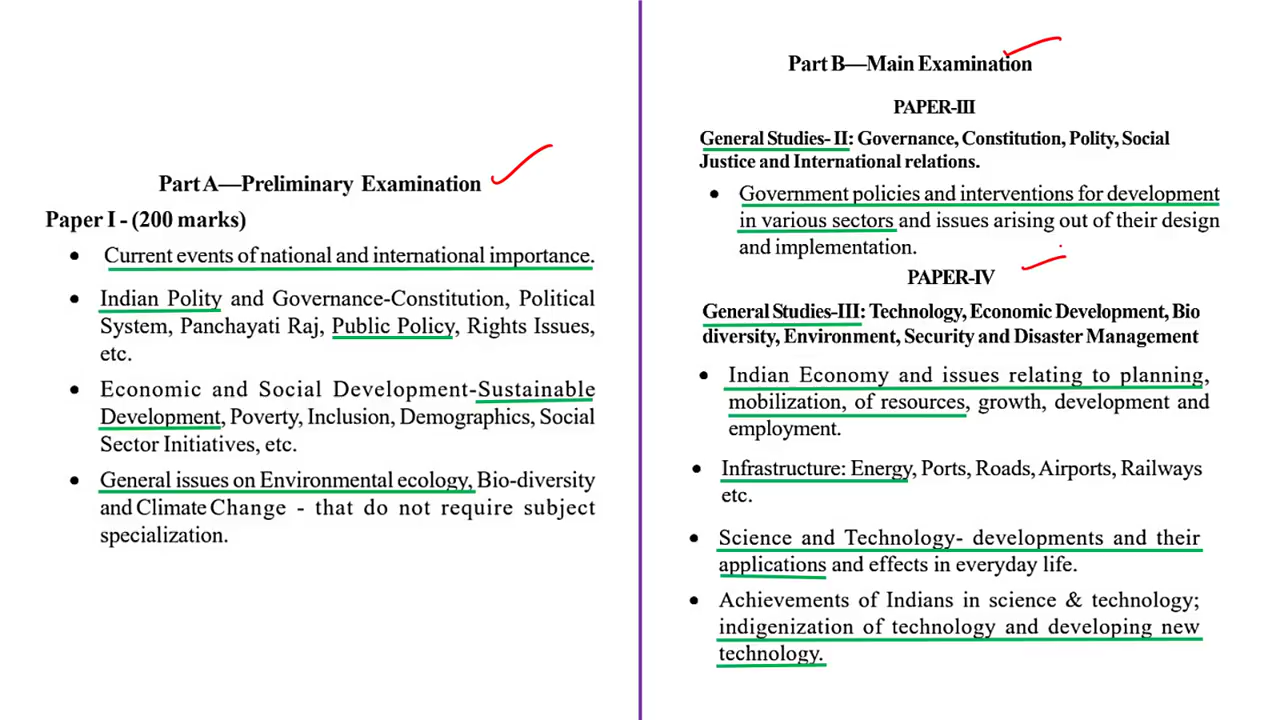 Part A—Preliminary Examination
Paper I - (200 marks)
• Current events of national and international importance.
• Indian Polity and Governance-Constitution, Political
System, Panchayati Raj, Public Policy, Rights Issues,
etc.
• Economic and Social Development-Sustainable
Development, Poverty, Inclusion, Demographics, Social
Sector Initiatives, etc.
• General issues on Environmental ecology, Bio-diversity
and Climate Change - that do not require subject
specialization.
Part B—Main Examination
PAPER-III
General Studies- II: Governance, Constitution, Polity, Social
Justice and International relations.
• Government policies and interventions for development
in various sectors and issues arising out of their design
and implementation.
PAPER-IV
General Studies-III: Technology, Economic Development, Bio
diversity, Environment, Security and Disaster Management
• Indian Economy and issues relating to planning,
mobilization, of resources, growth, development and
employment.
• Infrastructure: Energy, Ports, Roads, Airports, Railways
etc.
• Science and Technology- developments and their
applications and effects in everyday life.
• Achievements of Indians in science & technology;
indigenization of technology and developing new
technology.